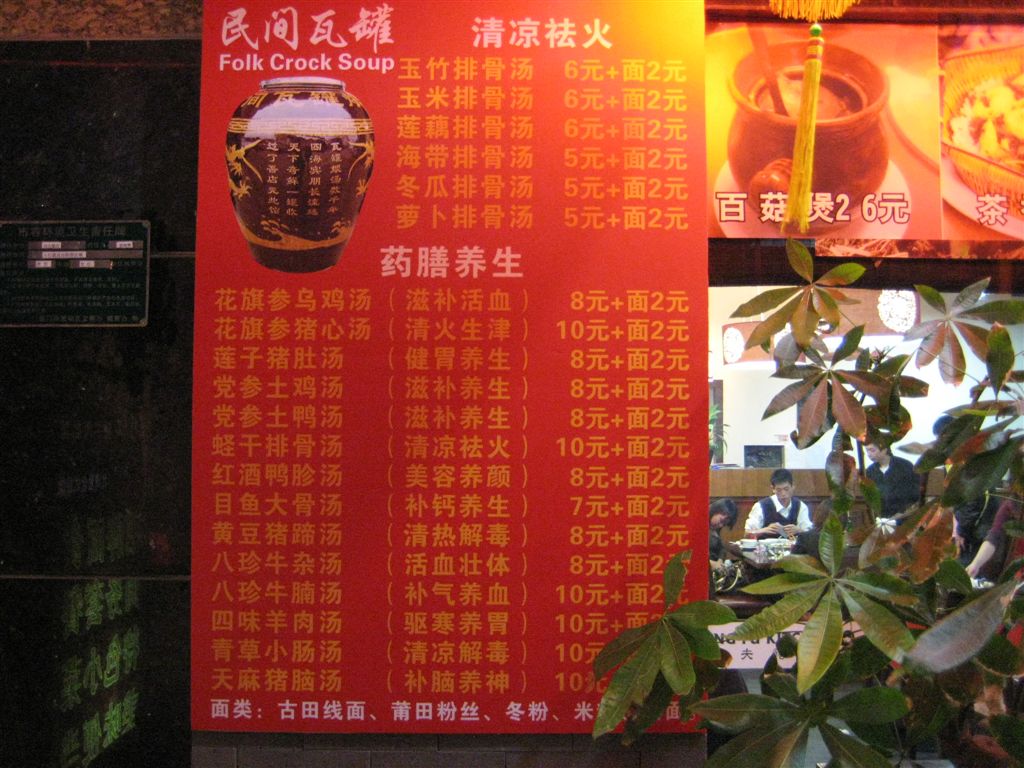 民间瓦罐
Folk Crock Soup
清凉祛火
玉竹排骨汤 6元+面2元
玉米排骨汤 6元+面2元
莲藕排骨汤 6元+面2元
海带排骨汤 5元+面2元
冬瓜排骨汤 5元+面2元
萝卜排骨汤 5元+面2元
药膳养生
花旗参乌鸡汤（滋补活血）8元+面2元
花旗参猪心汤（清火生津）10元+面2元
莲子猪肚汤（健胃养生）8元+面2元
党参土鸡汤（滋补养生）8元+面2元
党参土鸭汤（滋补养生）8元+面2元
蛏干排骨汤（清凉祛火）10元+面2元
红酒鸭胗汤（美容养颜）8元+面2元
目鱼大骨汤（补钙养生）7元+面2元
黄豆猪蹄汤（清热解毒）8元+面2元
八珍牛杂汤（活血壮体）8元+面2元
八珍牛腩汤（补气养血）10元+面2元
四味羊肉汤（驱寒养胃）10元+面2元
青草小肠汤（清凉解毒）10元
天麻猪脑汤（补脑养神）10元
面类：古田线面、莆田粉丝、冬粉、米
百菇煲26元
茶
夫